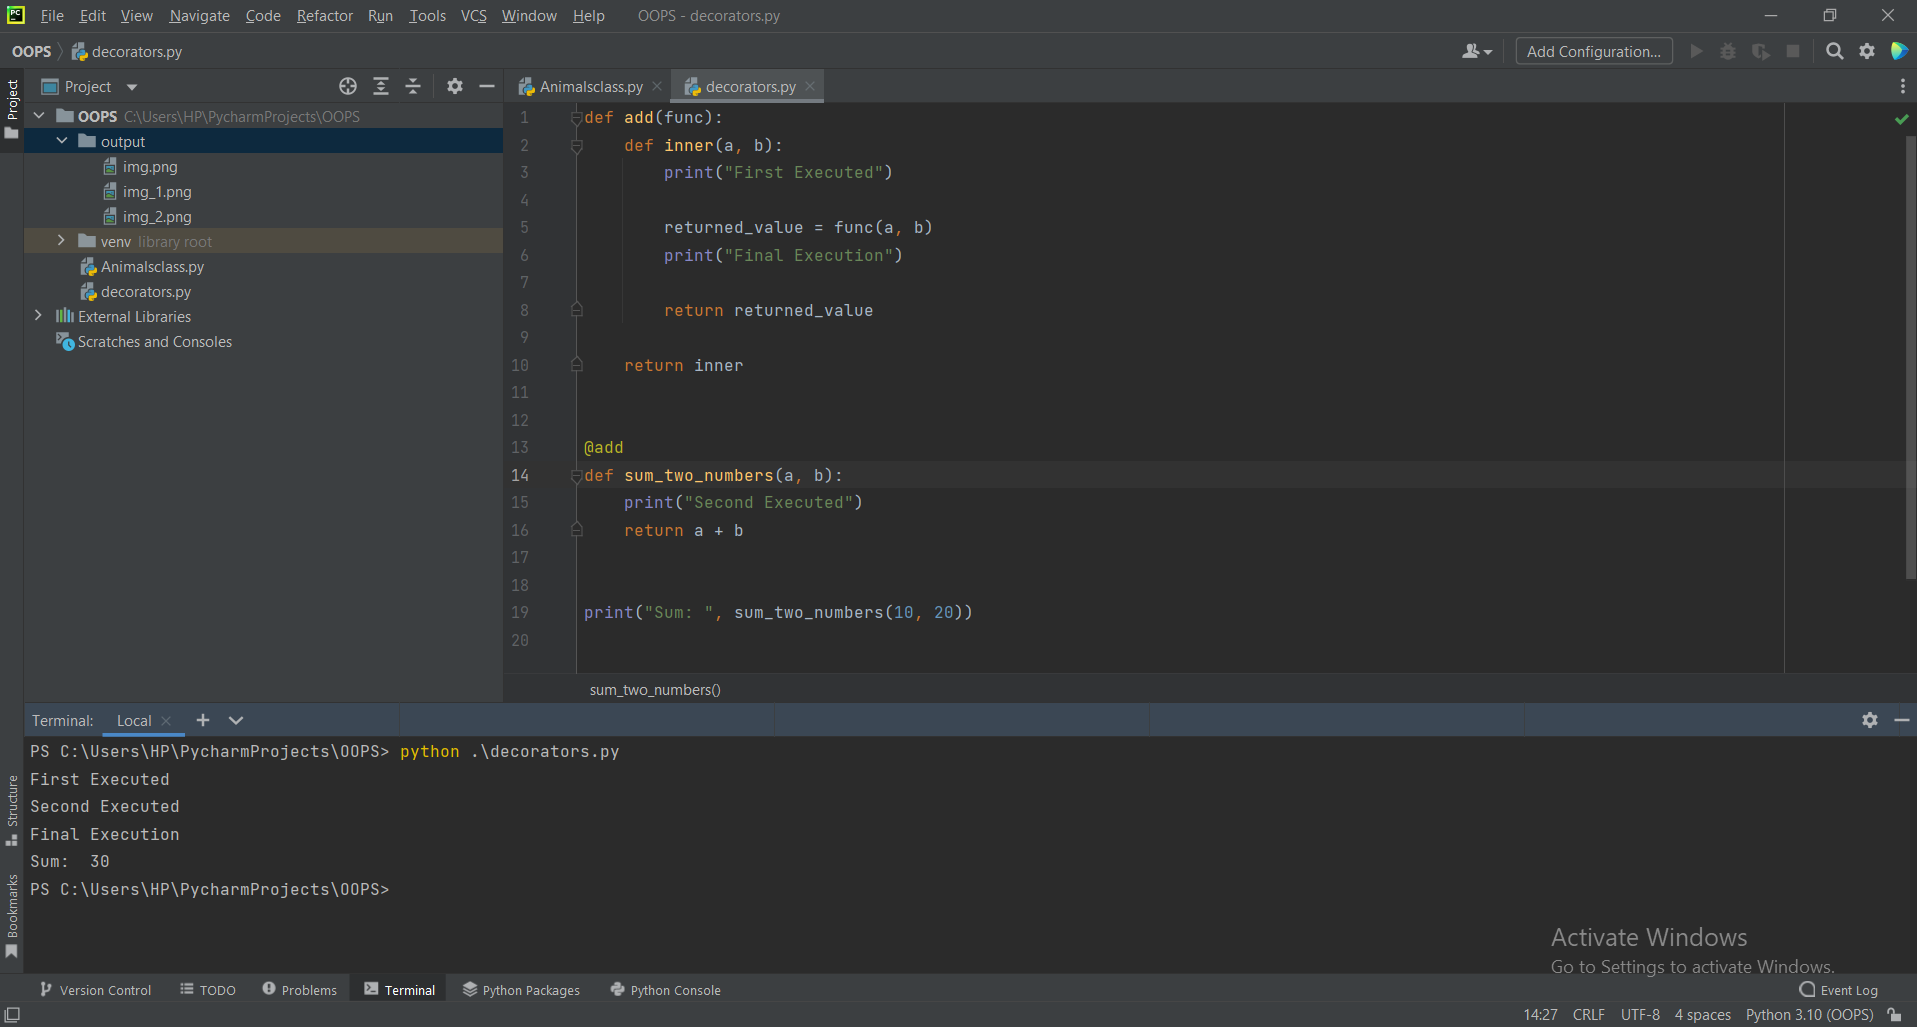 PC File Edit View Navigate Code Refactor Run Tools VCS Window Help OOPS - decorators.py
OOPS decorators.py Add Configuration...
Project
Project
OOPS C:\Users\HP\PycharmProjects\OOPS
output
img.png
img_1.png
img_2.png
venv library root
Animalsclass.py
decorators.py
External Libraries
Scratches and Consoles
Animalsclass.py decorators.py
1 def add(func):
2     def inner(a, b):
3         print("First Executed")
4
5         returned_value = func(a, b)
6         print("Final Execution")
7
8         return returned_value
9
10     return inner
11
12
13 @add
14 def sum_two_numbers(a, b):
15     print("Second Executed")
16     return a + b
17
18
19 print("Sum: ", sum_two_numbers(10, 20))
20
sum_two_numbers()
Terminal: Local
PS C:\Users\HP\PycharmProjects\OOPS> python .\decorators.py
First Executed
Second Executed
Final Execution
Sum:  30
PS C:\Users\HP\PycharmProjects\OOPS>
Structure
Bookmarks
Activate Windows
Go to Settings to activate Windows.
Version Control TODO Problems Terminal Python Packages Python Console Event Log
14:27 CRLF UTF-8 4 spaces Python 3.10 (OOPS)